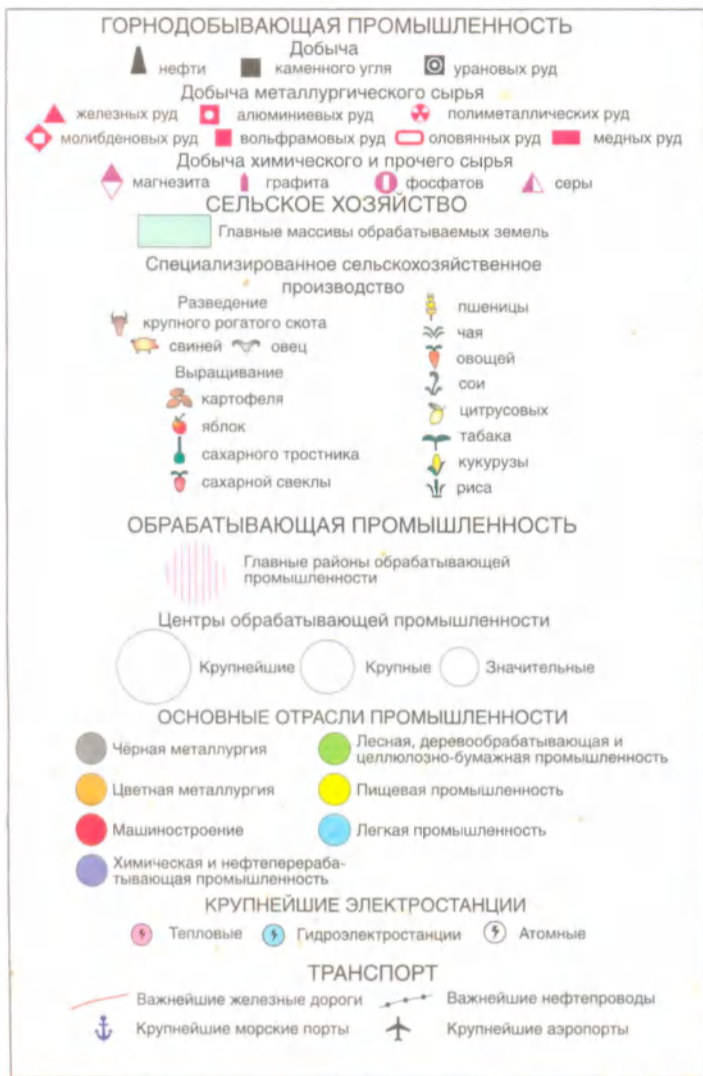 ГОРНОДОБЫВАЮЩАЯ ПРОМЫШЛЕННОСТЬ
Добыча
нефти каменного угля урановых руд
Добыча металлургического сырья
железных руд алюминиевых руд полиметаллических руд
молибденовых руд вольфрамовых руд оловянных руд медных руд
Добыча химического и прочего сырья
магнезита графита фосфатов серы
СЕЛЬСКОЕ ХОЗЯЙСТВО
Главные массивы обрабатываемых земель
Специализированное сельскохозяйственное
производство
Разведение
крупного рогатого скота
свиней овец
Выращивание
картофеля
яблок
сахарного тростника
сахарной свеклы
пшеницы
чая
овощей
сои
цитрусовых
табака
кукурузы
риса
ОБРАБАТЫВАЮЩАЯ ПРОМЫШЛЕННОСТЬ
Главные районы обрабатывающей
промышленности
Центры обрабатывающей промышленности
Крупнейшие Крупные Значительные
ОСНОВНЫЕ ОТРАСЛИ ПРОМЫШЛЕННОСТИ
Чёрная металлургия
Цветная металлургия
Машиностроение
Химическая и нефтеперераба-
тывающая промышленность
Лесная, деревообрабатывающая и
целлюлозно-бумажная промышленность
Пищевая промышленность
Легкая промышленность
КРУПНЕЙШИЕ ЭЛЕКТРОСТАНЦИИ
Тепловые Гидроэлектростанции Атомные
ТРАНСПОРТ
Важнейшие железные дороги Важнейшие нефтепроводы
Крупнейшие морские порты Крупнейшие аэропорты